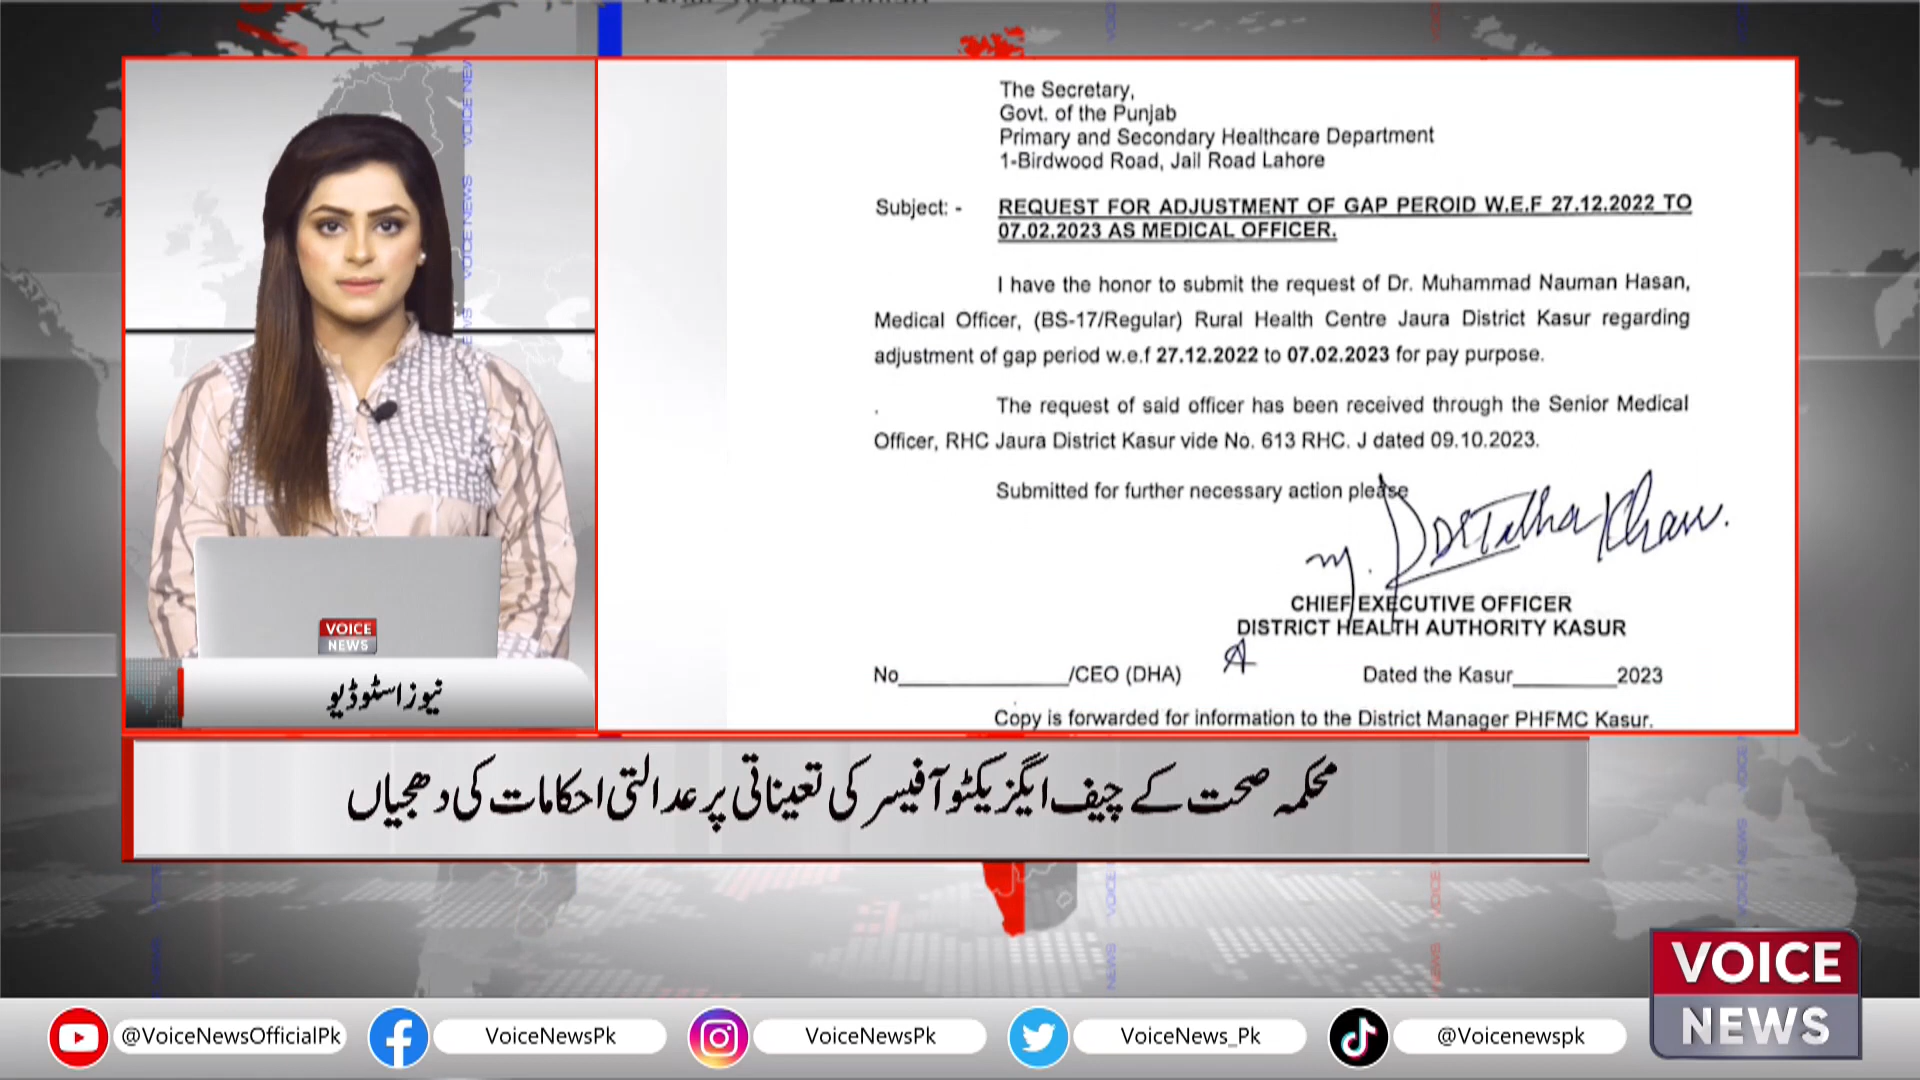 The Secretary,
Govt. of the Punjab
Primary and Secondary Healthcare Department
1-Birdwood Road, Jail Road Lahore
Subject: - REQUEST FOR ADJUSTMENT OF GAP PEROID W.E.F 27.12.2022 TO
07.02.2023 AS MEDICAL OFFICER.
I have the honor to submit the request of Dr. Muhammad Nauman Hasan,
Medical Officer, (BS-17/Regular) Rural Health Centre Jaura District Kasur regarding
adjustment of gap period w.e.f 27.12.2022 to 07.02.2023 for pay purpose.
The request of said officer has been received through the Senior Medical
Officer, RHC Jaura District Kasur vide No. 613 RHC. J dated 09.10.2023.
Submitted for further necessary action please
CHIEF EXECUTIVE OFFICER
DISTRICT HEALTH AUTHORITY KASUR
No_______________/CEO (DHA) Dated the Kasur_________2023
Copy is forwarded for information to the District Manager PHFMC Kasur.
VOICE
NEWS
نیوز اسٹوڈیو
محکمہ صحت کے چیف ایگزیکٹو آفیسر کی تعیناتی پر عدالتی احکامات کی دھجیاں
VOICE
NEWS
@VoiceNewsOfficialPk
VoiceNewsPk
VoiceNewsPk
VoiceNews_Pk
@Voicenewspk